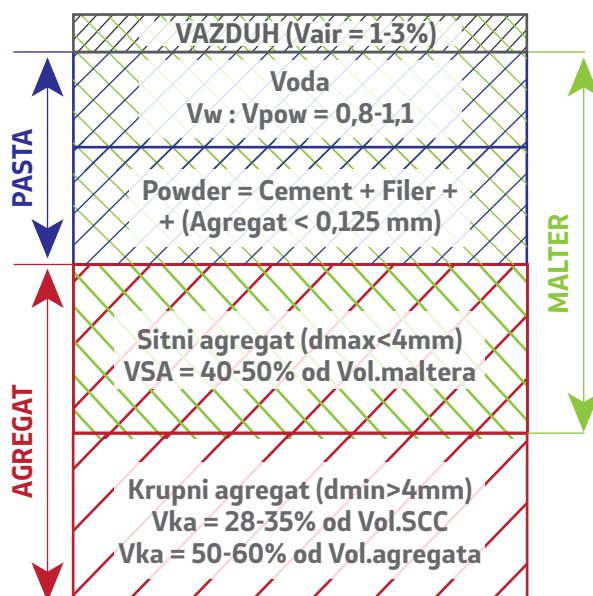 VAZDUH (Vair = 1-3%)
Voda
Vw : Vpow = 0,8-1,1
PASTA
Powder = Cement + Filer +
+ (Agregat < 0,125 mm)
MALTER
Sitni agregat (dmax<4mm)
VSA = 40-50% od Vol.maltera
AGREGAT
Krupni agregat (dmin>4mm)
Vka = 28-35% od Vol.SCC
Vka = 50-60% od Vol.agregata